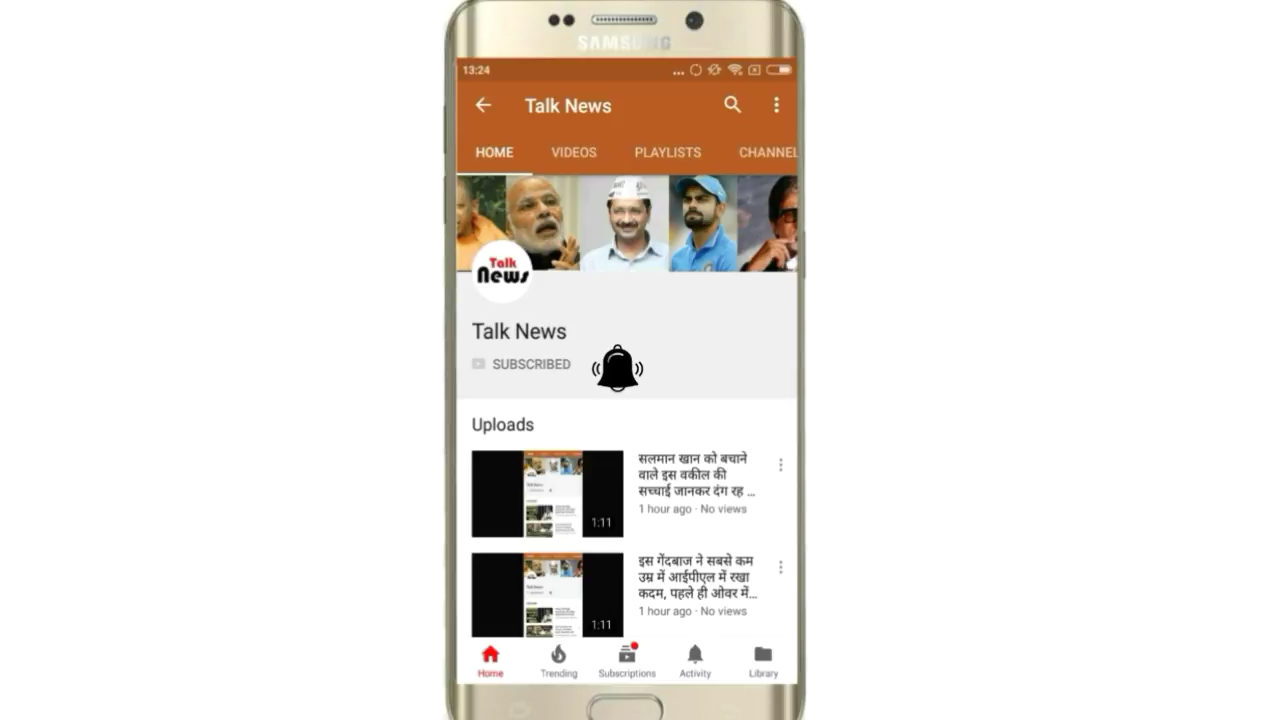 SAMSUNG
13:24
Talk News
HOME VIDEOS PLAYLISTS CHANNEL
Talk
News
Talk News
SUBSCRIBED
Uploads
सलमान खान को बचाने
वाले इस वकील की
सच्चाई जानकर दंग रह ...
1 hour ago · No views
1:11
इस गेंदबाज ने सबसे कम
उम्र में आईपीएल में रखा
कदम, पहले ही ओवर में...
1 hour ago · No views
1:11
Home Trending Subscriptions Activity Library